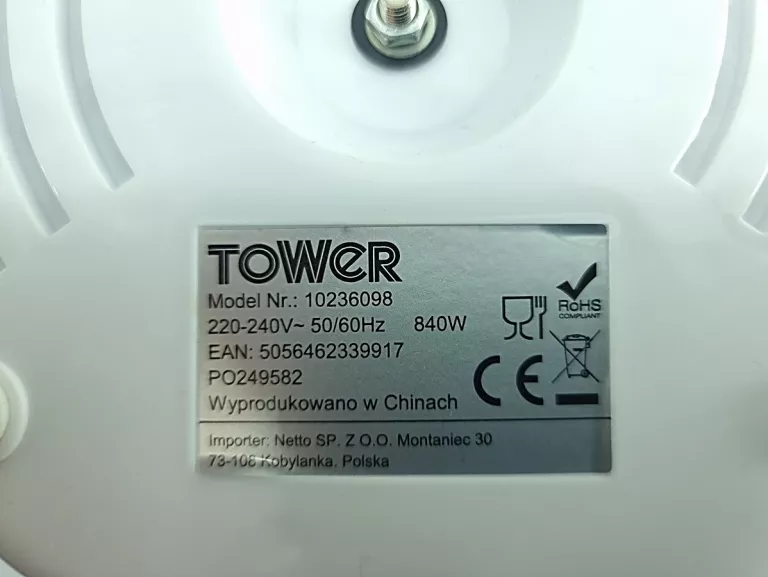 TOWER
Model Nr.: 10236098
220-240V~ 50/60Hz 840W
EAN: 5056462339917
PO249582
Wyprodukowano w Chinach
RoHS
COMPLIANT
CE
Importer: Netto SP. Z O.O. Montaniec 30
73-108 Kobylanka. Polska